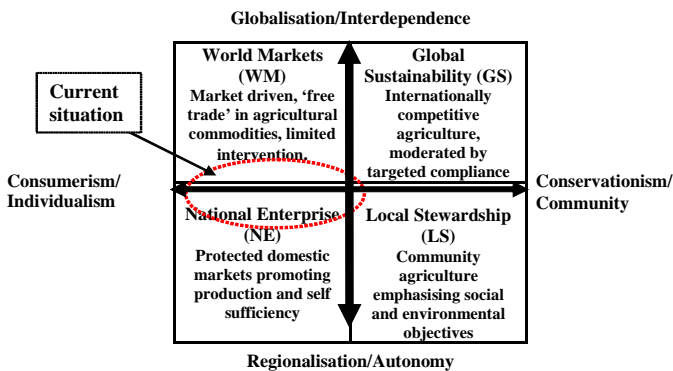 Globalisation/Interdependence
World Markets
(WM)
Market driven, ‘free
trade’ in agricultural
commodities, limited
intervention.
Global
Sustainability (GS)
Internationally
competitive
agriculture,
moderated by
targeted compliance
Current
situation
Consumerism/
Individualism
Conservationism/
Community
National Enterprise
(NE)
Protected domestic
markets promoting
production and self
sufficiency
Local Stewardship
(LS)
Community
agriculture
emphasising social
and environmental
objectives
Regionalisation/Autonomy